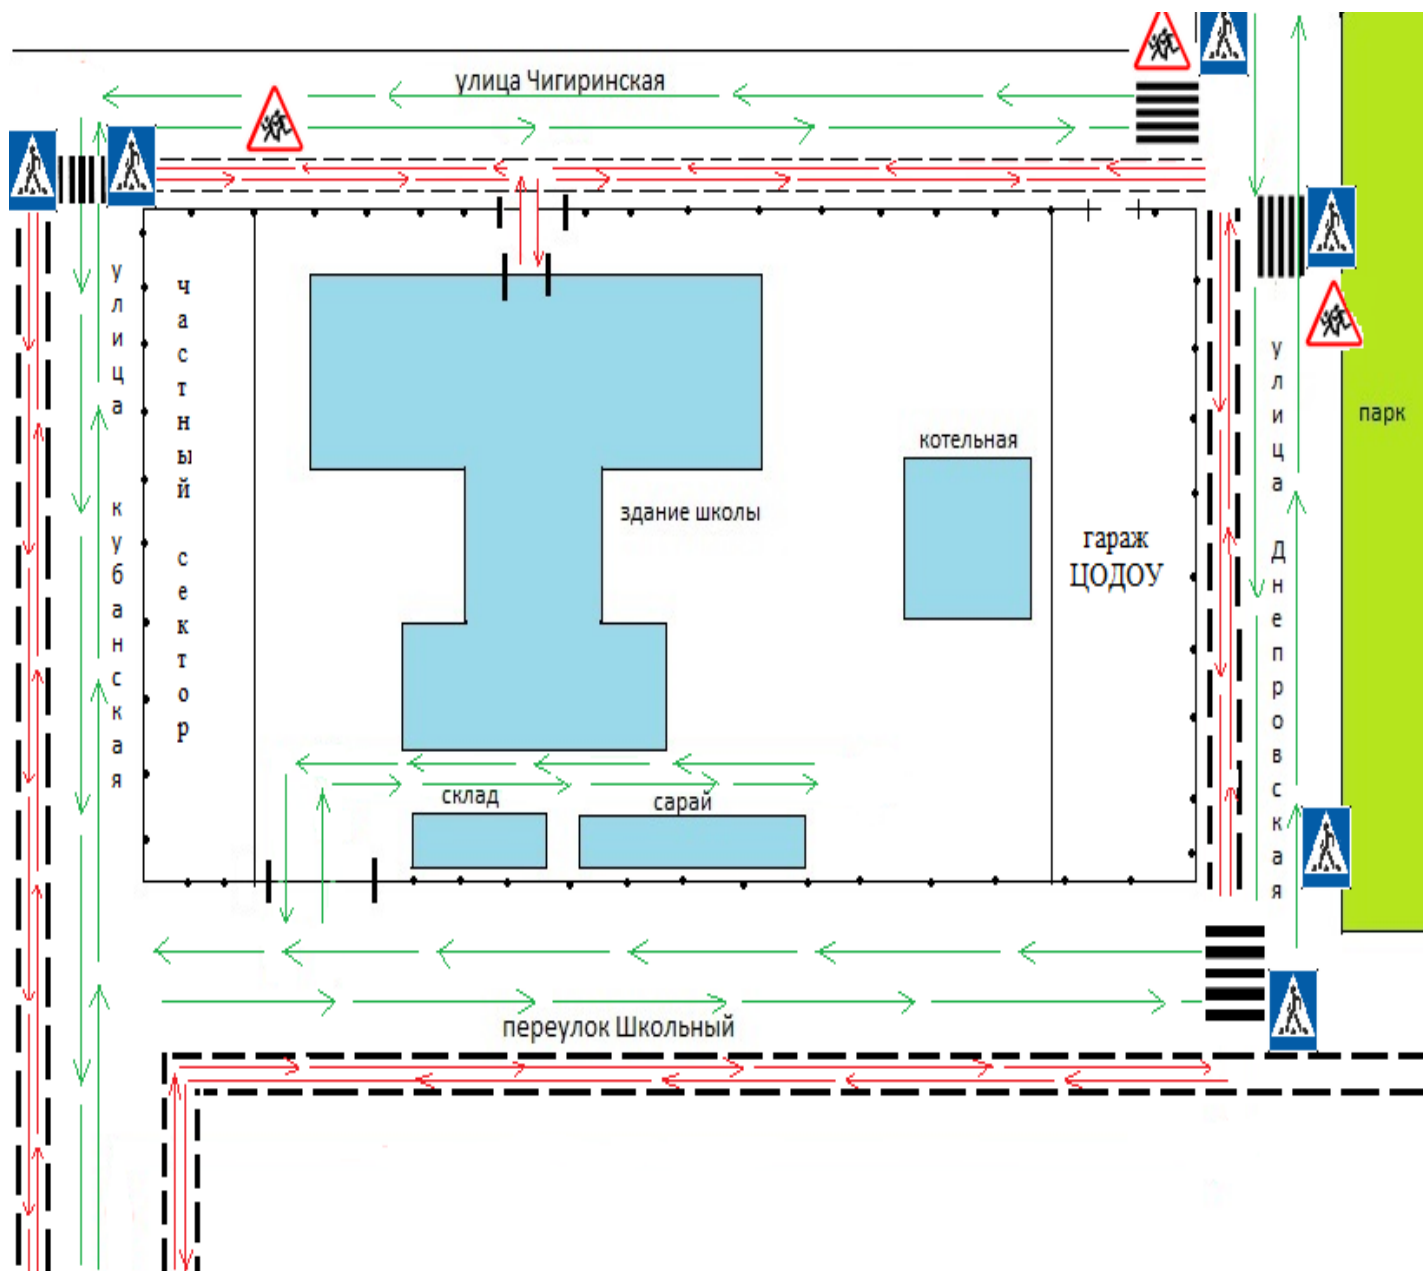 улица Чигиринская
улица кубанская
частный сектор
здание школы
котельная
гараж
ЦОДОУ
улица Днепровская
парк
склад
сарай
переулок Школьный